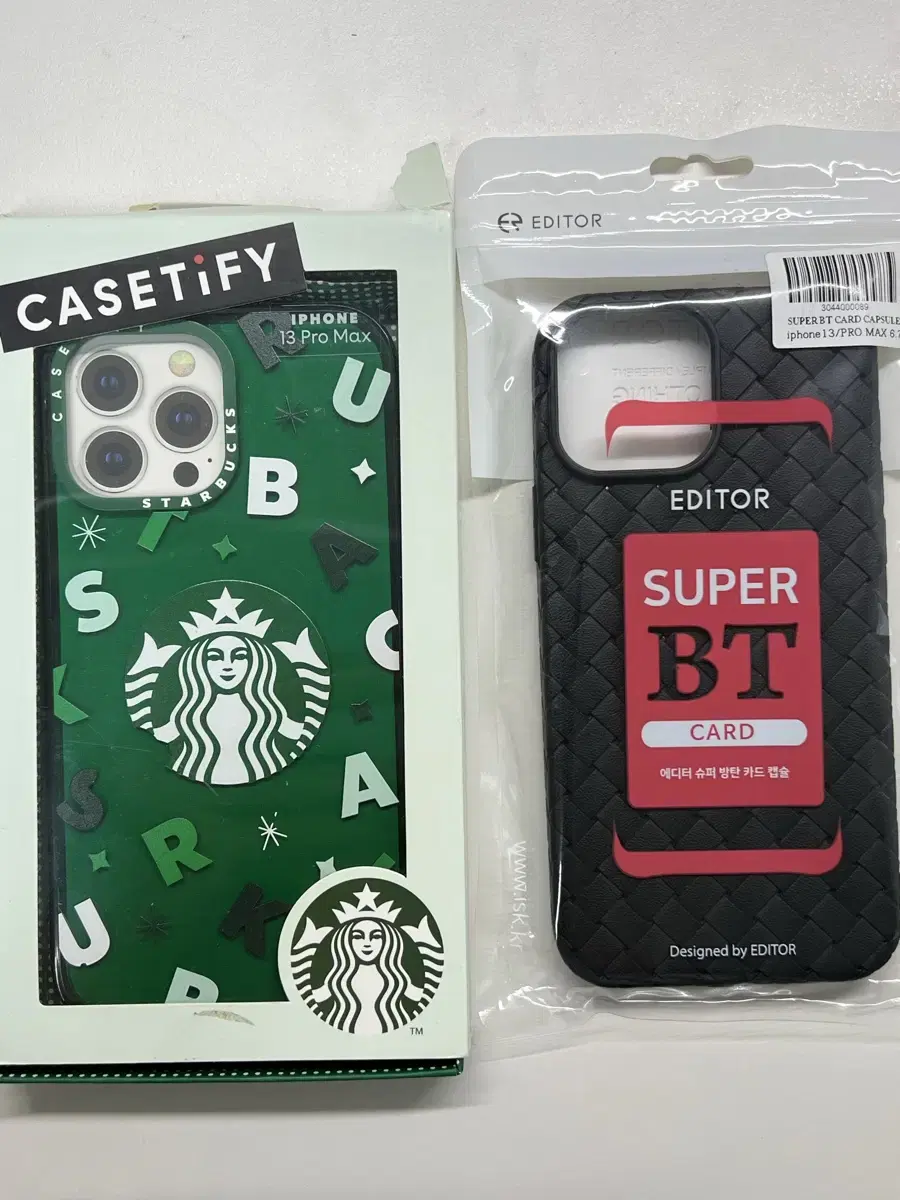 CASETiFY
IPHONE
13 Pro Max
CASE
STARBUCKS
R
U
B
T
A
S
C
K
S
A
R
U
K
R
TM
EDITOR
3044000089
SUPER BT CARD CAPSULE
iphone13/PRO MAX 6.7
EDITOR
SUPER
BT
CARD
에디터 슈퍼 방탄 카드 캡슐
Designed by EDITOR
www.isk.kr